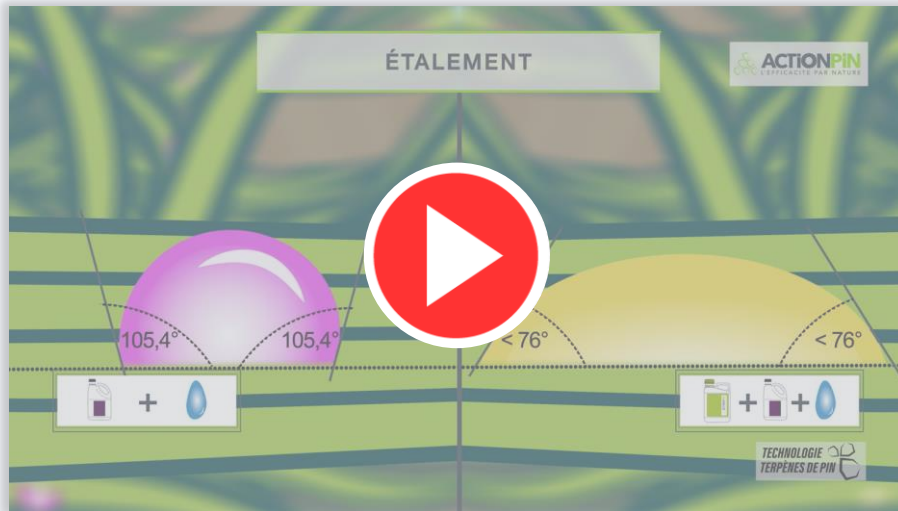 ÉTALEMENT
ACTIONPIN
L'EFFICACITÉ PAR NATURE
105,4°
105,4°
< 76°
< 76°
+
+ +
TECHNOLOGIE
TERPÈNES DE PIN